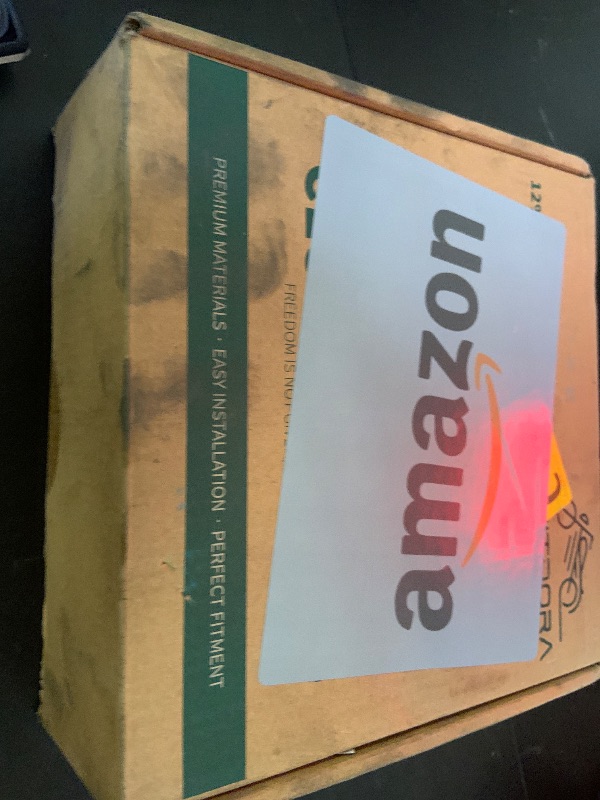 amazon
FREEDOM IS NOT
PREMIUM MATERIALS · EASY INSTALLATION · PERFECT FITMENT